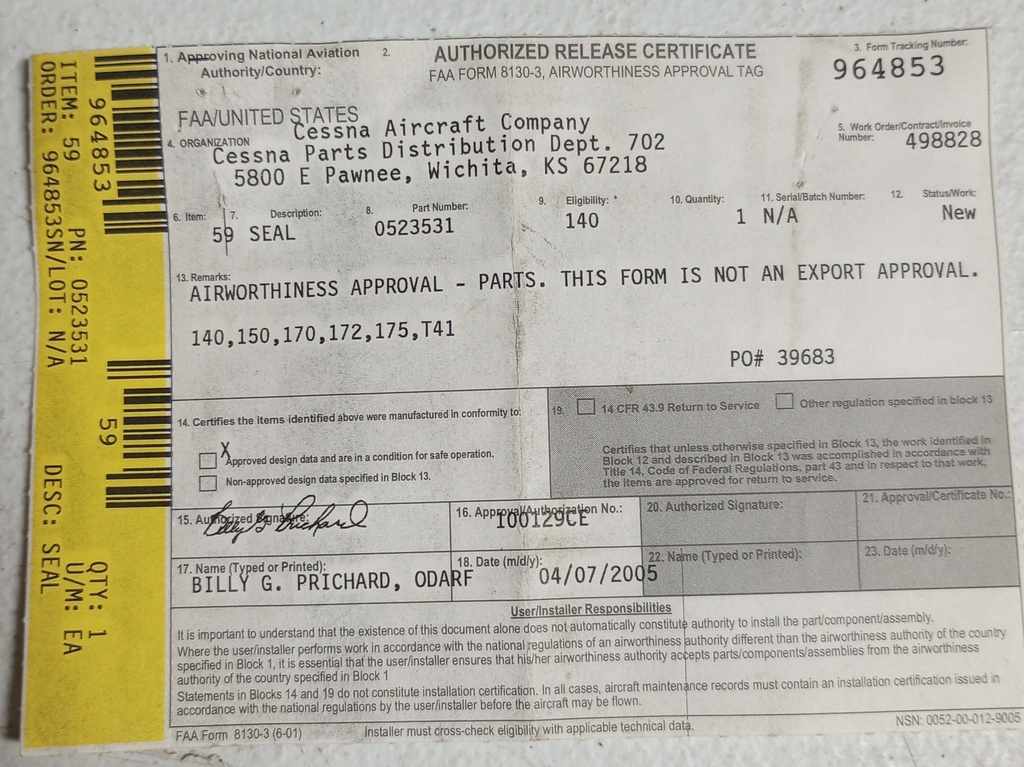 ITEM: 59 PN: 0523531 QTY: 1
ORDER: 964853SN/LOT: N/A DESC: SEAL U/M: EA
964853
59
1. Approving National Aviation Authority/Country:
FAA/UNITED STATES
2. AUTHORIZED RELEASE CERTIFICATE
FAA FORM 8130-3, AIRWORTHINESS APPROVAL TAG
3. Form Tracking Number:
964853
4. ORGANIZATION
Cessna Aircraft Company
Cessna Parts Distribution Dept. 702
5800 E Pawnee, Wichita, KS 67218
5. Work Order/Contract/Invoice Number:
498828
6. Item: 7. Description: 8. Part Number: 9. Eligibility: * 10. Quantity: 11. Serial/Batch Number: 12. Status/Work:
59 SEAL 0523531 140 1 N/A New
13. Remarks:
AIRWORTHINESS APPROVAL - PARTS. THIS FORM IS NOT AN EXPORT APPROVAL.
140,150,170,172,175,T41
PO# 39683
14. Certifies the items identified above were manufactured in conformity to:
X
Approved design data and are in a condition for safe operation.
Non-approved design data specified in Block 13.
19. 14 CFR 43.9 Return to Service Other regulation specified in block 13
Certifies that unless otherwise specified in Block 13, the work identified in
Block 12 and described in Block 13 was accomplished in accordance with
Title 14, Code of Federal Regulations, part 43 and in respect to that work,
the items are approved for return to service.
15. Authorized Signature:
Billy G. Prichard
16. Approval/Authorization No.:
100129CE
20. Authorized Signature:
21. Approval/Certificate No.:
17. Name (Typed or Printed):
BILLY G. PRICHARD, ODARF
18. Date (m/d/y):
04/07/2005
22. Name (Typed or Printed):
23. Date (m/d/y):
User/Installer Responsibilities
It is important to understand that the existence of this document alone does not automatically constitute authority to install the part/component/assembly.
Where the user/installer performs work in accordance with the national regulations of an airworthiness authority different than the airworthiness authority of the country
specified in Block 1, it is essential that the user/installer ensures that his/her airworthiness authority accepts parts/components/assemblies from the airworthiness
authority of the country specified in Block 1
Statements in Blocks 14 and 19 do not constitute installation certification. In all cases, aircraft maintenance records must contain an installation certification issued in
accordance with the national regulations by the user/installer before the aircraft may be flown.
FAA Form 8130-3 (6-01) Installer must cross-check eligibility with applicable technical data. NSN: 0052-00-012-9005